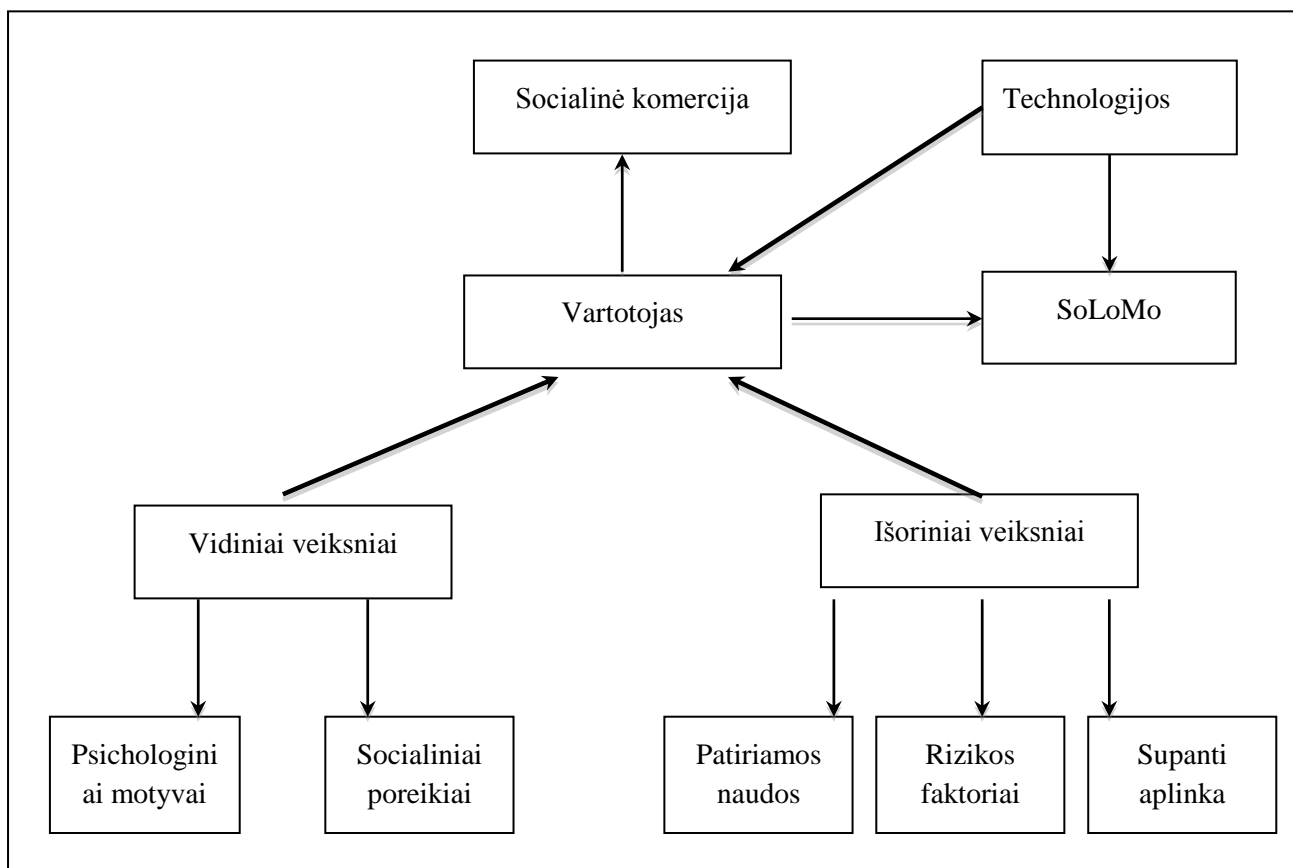 Socialinė komercija
Technologijos
Vartotojas
SoLoMo
Vidiniai veiksniai
Išoriniai veiksniai
Psichologini
ai motyvai
Socialiniai
poreikiai
Patiriamos
naudos
Rizikos
faktoriai
Supanti
aplinka